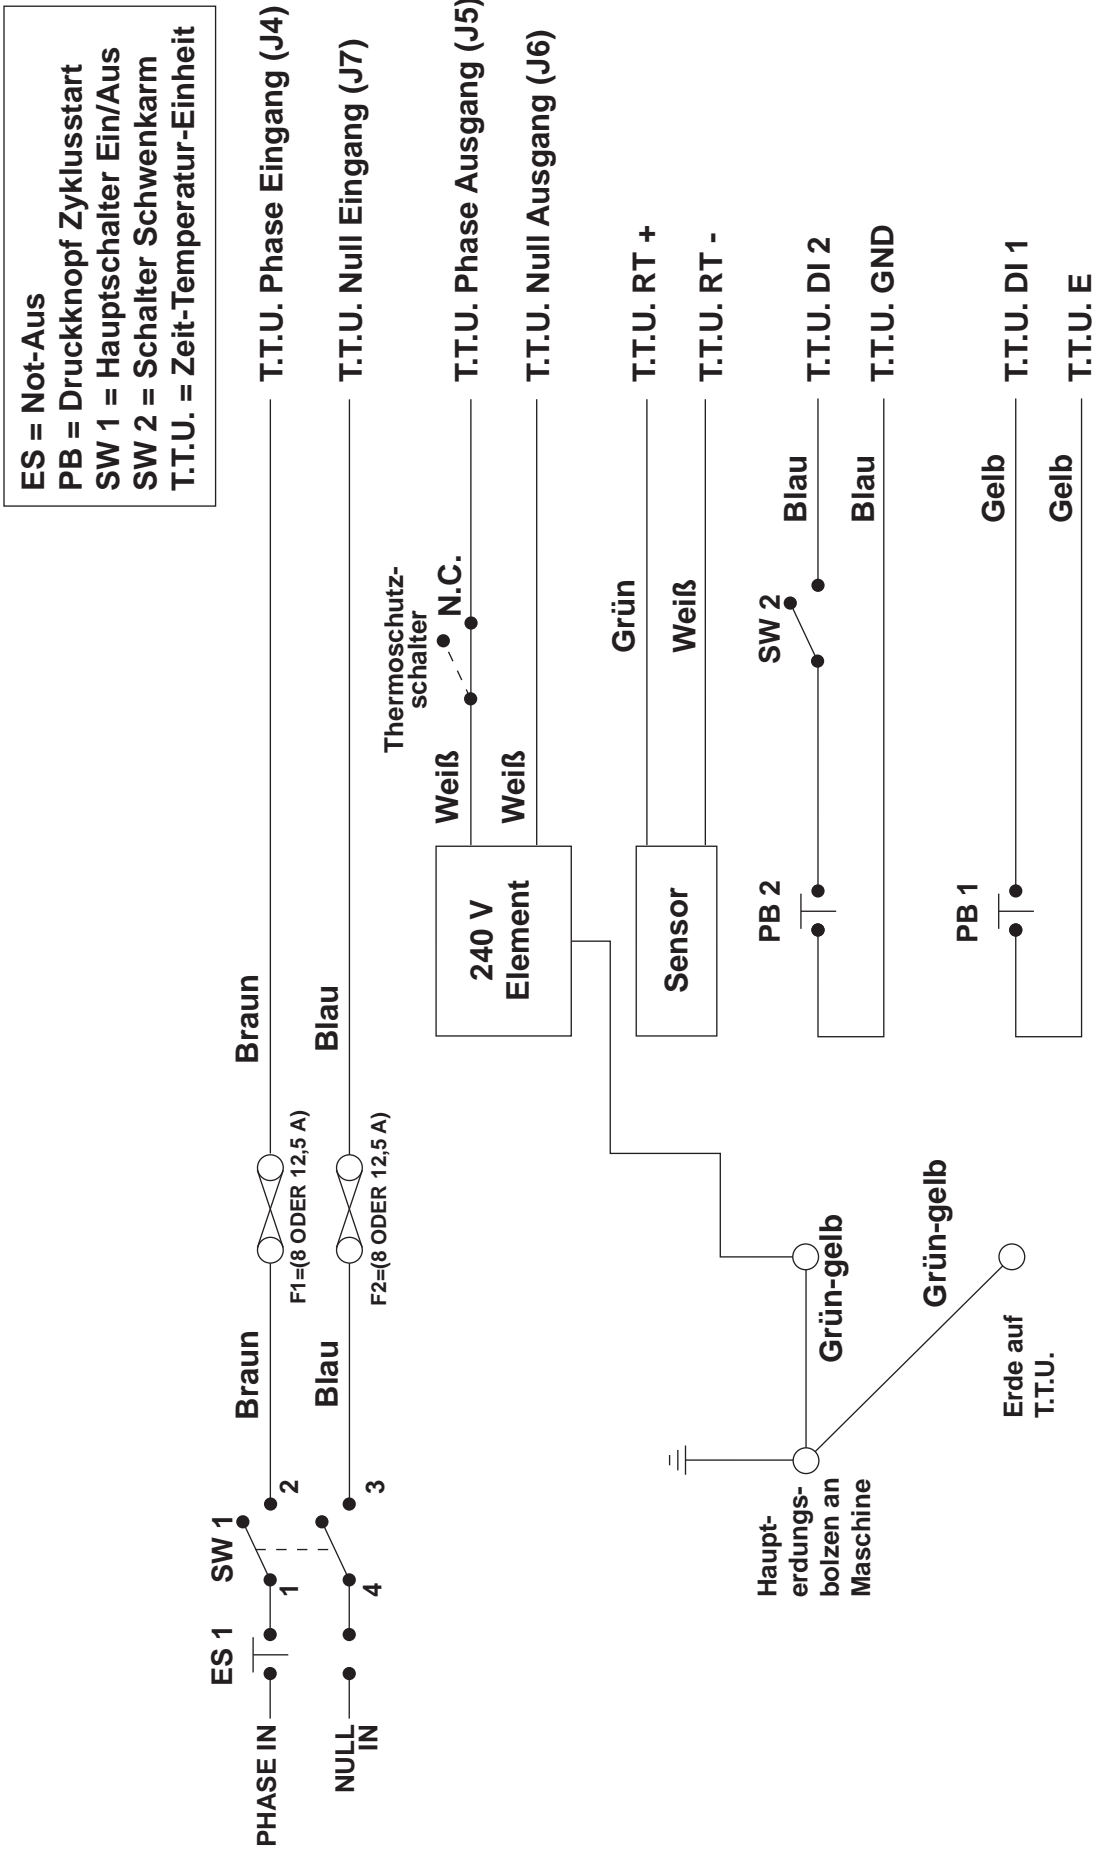 ES = Not-Aus
PB = Druckknopf Zyklusstart
SW 1 = Hauptschalter Ein/Aus
SW 2 = Schalter Schwenkarm
T.T.U. = Zeit-Temperatur-Einheit
PHASE IN
ES 1
SW 1
1
2
Braun
F1=(8 ODER 12,5 A)
Braun
T.T.U. Phase Eingang (J4)
NULL
IN
4
3
Blau
F2=(8 ODER 12,5 A)
Blau
T.T.U. Null Eingang (J7)
240 V
Element
Weiß
Thermoschutz-
schalter
N.C.
T.T.U. Phase Ausgang (J5)
Weiß
T.T.U. Null Ausgang (J6)
Sensor
Grün
T.T.U. RT +
Weiß
T.T.U. RT -
PB 2
SW 2
Blau
T.T.U. DI 2
Blau
T.T.U. GND
PB 1
Gelb
T.T.U. DI 1
Gelb
T.T.U. E
Haupt-
erdungs-
bolzen an
Maschine
Grün-gelb
Grün-gelb
Erde auf
T.T.U.